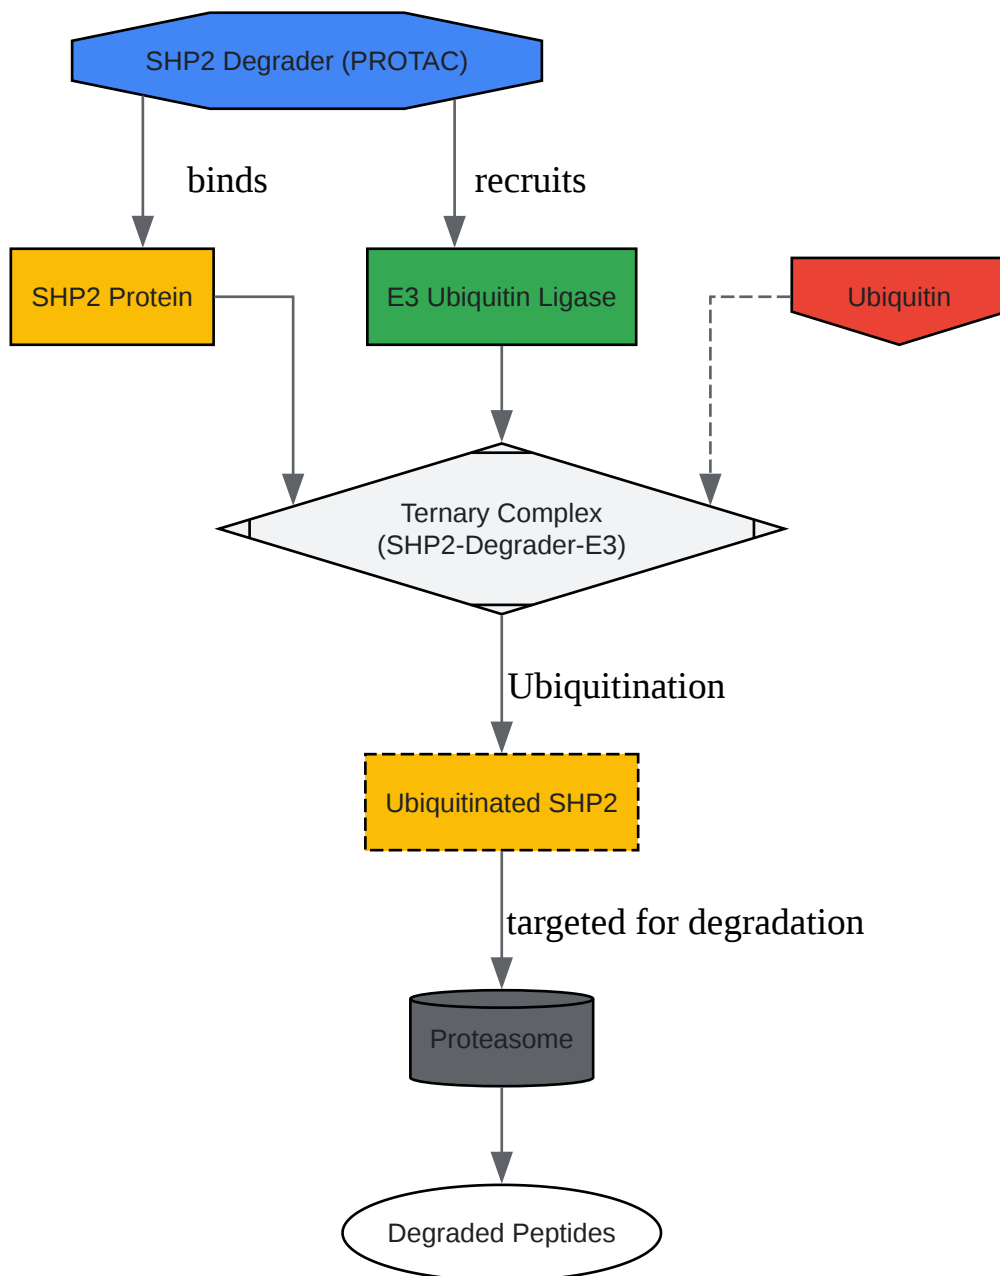 SHP2 Degrader (PROTAC)
binds
recruits
SHP2 Protein
E3 Ubiquitin Ligase
Ubiquitin
Ternary Complex
(SHP2-Degrader-E3)
Ubiquitination
Ubiquitinated SHP2
targeted for degradation
Proteasome
Degraded Peptides